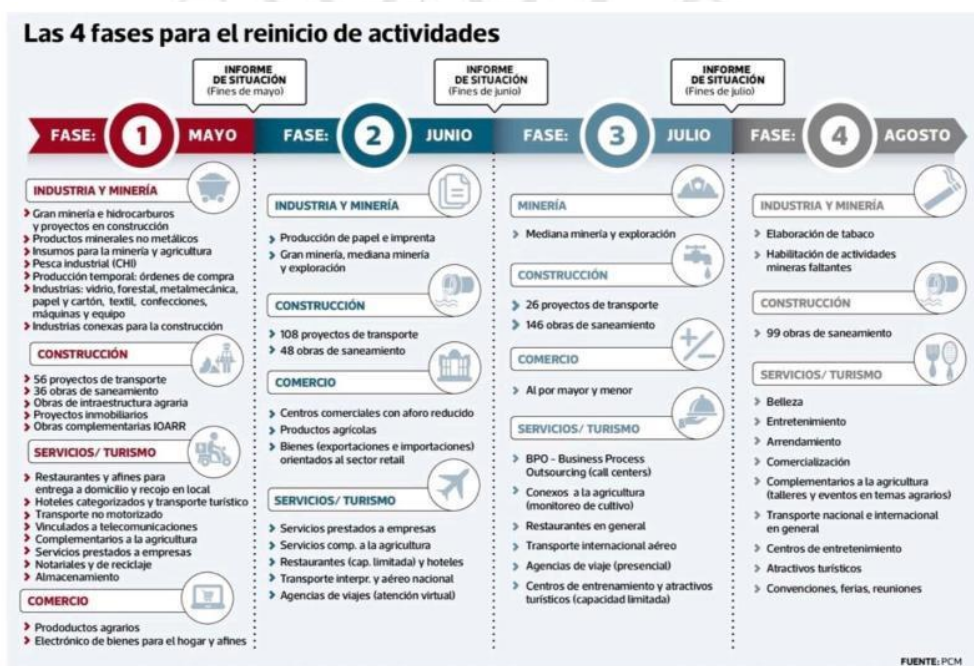 Las 4 fases para el reinicio de actividades
INFORME
DE SITUACIÓN
(Fines de mayo)
INFORME
DE SITUACIÓN
(Fines de junio)
INFORME
DE SITUACIÓN
(Fines de julio)
FASE: 1 MAYO
INDUSTRIA Y MINERÍA
Gran minería e hidrocarburos
y proyectos en construcción
Productos minerales no metálicos
Insumos para la minería y agricultura
Pesca industrial (CHI)
Producción temporal: órdenes de compra
Industrias: vidrio, forestal, metalmecánica,
papel y cartón, textil, confecciones,
máquinas y equipo
Industrias conexas para la construcción
CONSTRUCCIÓN
56 proyectos de transporte
36 obras de saneamiento
Obras de intraestructura agraria
Proyectos inmobiliarios
Obras complementarias IOARR
SERVICIOS/ TURISMO
Restaurantes y afines para
entrega a domicilio y recojo en local
Hoteles categorizados y transporte turístico
Transporte no motorizado
Vinculados a telecomunicaciones
Complementarios a la agricultura
Servicios prestados a empresas
Notariales y de reciclaje
Almacenamiento
COMERCIO
Prodoductos agrarios
Electrónico de bienes para el hogar y afines
FASE: 2 JUNIO
INDUSTRIA Y MINERÍA
Producción de papel e imprenta
Gran minería, mediana minería
y exploración
CONSTRUCCIÓN
108 proyectos de transporte
48 obras de saneamiento
COMERCIO
Centros comerciales con aforo reducido
Productos agrícolas
Bienes (exportaciones e importaciones)
orientados al sector retail
SERVICIOS/ TURISMO
Servicios prestados a empresas
Servicios comp. a la agricultura
Restaurantes (cap. limitada) y hoteles
Transporte interpr. y aéreo nacional
Agencias de viajes (atención virtual)
FASE: 3 JULIO
MINERÍA
Mediana minería y exploración
CONSTRUCCIÓN
26 proyectos de transporte
146 obras de saneamiento
COMERCIO
Al por mayor y menor
SERVICIOS/ TURISMO
BPO - Business Process
Outsourcing (call centers)
Conexos a la agricultura
(monitoreo de cultivo)
Restaurantes en general
Transporte internacional aéreo
Agencias de viaje (presencial)
Centros de entrenamiento y atractivos
turísticos (capacidad limitada)
FASE: 4 AGOSTO
INDUSTRIA Y MINERÍA
Elaboración de tabaco
Habilitación de actividades
mineras faltantes
CONSTRUCCIÓN
99 obras de saneamiento
SERVICIOS/ TURISMO
Belleza
Entretenimiento
Arrendamiento
Comercialización
Complementarios a la agricultura
(talleres y eventos en temas agrarios)
Transporte nacional e internacional
en general
Centros de entretenimiento
Atractivos turísticos
Convenciones, ferias, reuniones
FUENTE: PCM